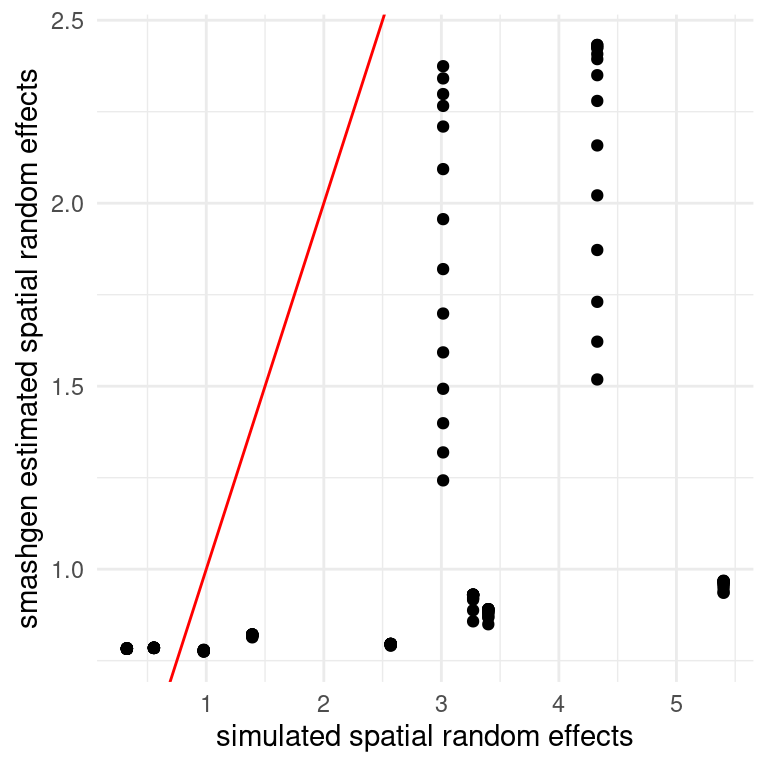 smashgen estimated spatial random effects
2.5
2.0
1.5
1.0
1 2 3 4 5
simulated spatial random effects